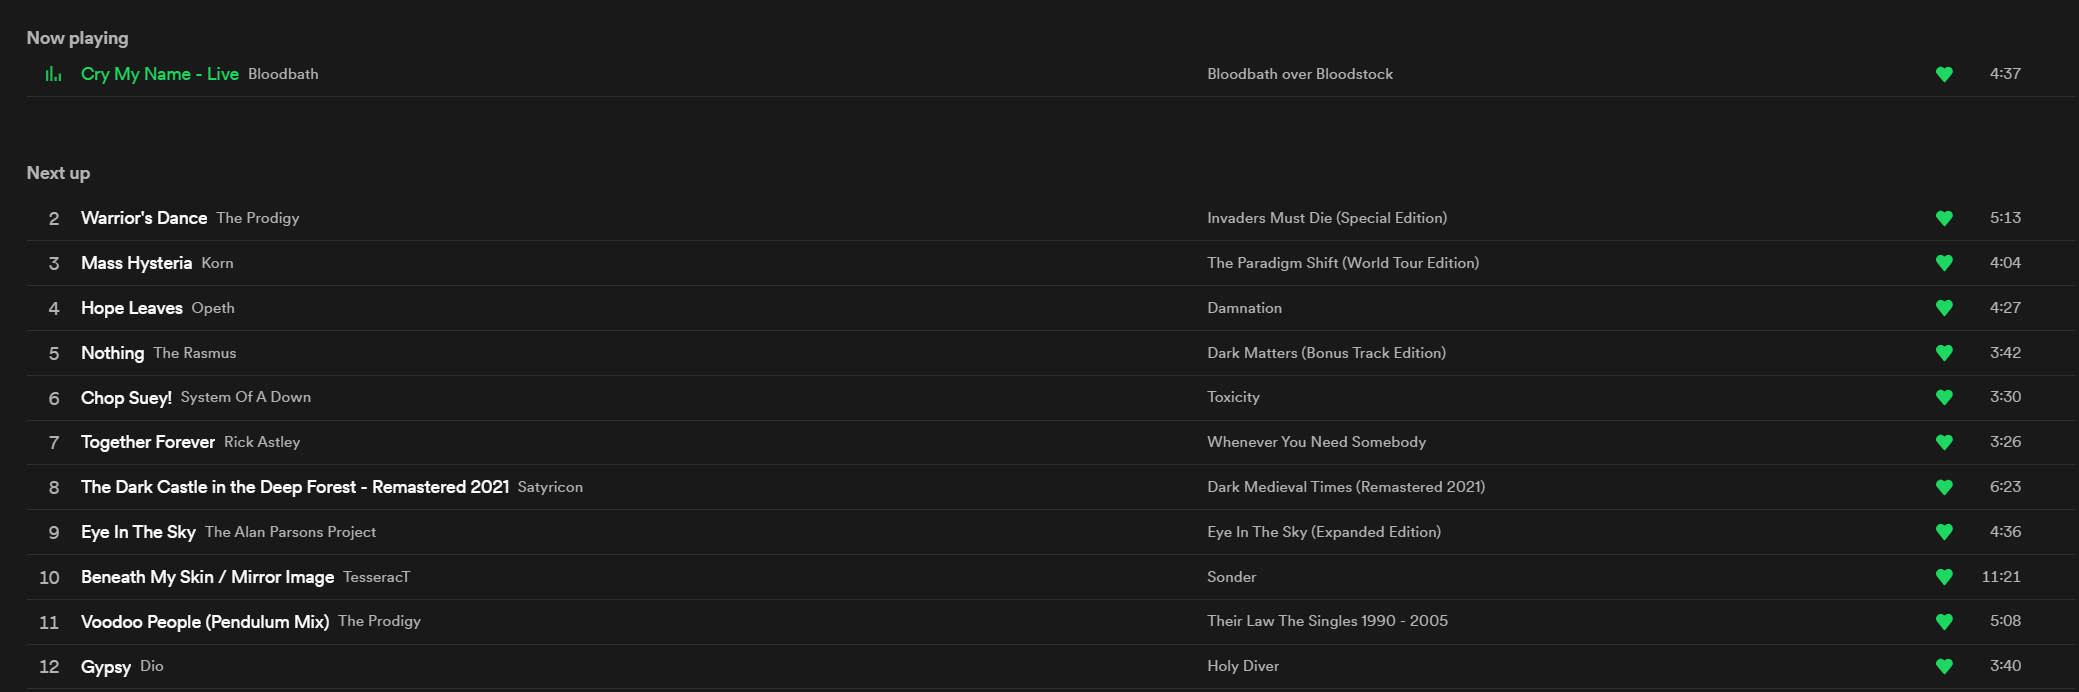 Now playing
Cry My Name - Live Bloodbath Bloodbath over Bloodstock 4:37
Next up
2 Warrior's Dance The Prodigy Invaders Must Die (Special Edition) 5:13
3 Mass Hysteria Korn The Paradigm Shift (World Tour Edition) 4:04
4 Hope Leaves Opeth Damnation 4:27
5 Nothing The Rasmus Dark Matters (Bonus Track Edition) 3:42
6 Chop Suey! System Of A Down Toxicity 3:30
7 Together Forever Rick Astley Whenever You Need Somebody 3:26
8 The Dark Castle in the Deep Forest - Remastered 2021 Satyricon Dark Medieval Times (Remastered 2021) 6:23
9 Eye In The Sky The Alan Parsons Project Eye In The Sky (Expanded Edition) 4:36
10 Beneath My Skin / Mirror Image TesseracT Sonder 11:21
11 Voodoo People (Pendulum Mix) The Prodigy Their Law The Singles 1990 - 2005 5:08
12 Gypsy Dio Holy Diver 3:40